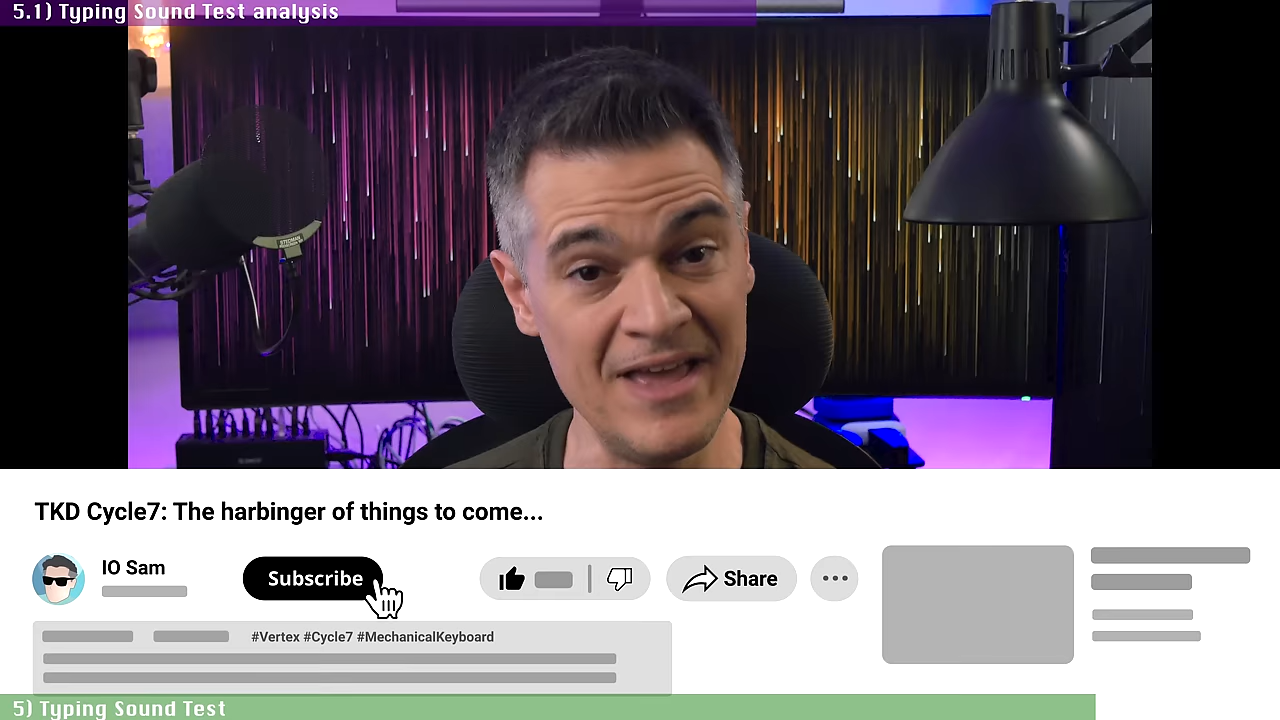 5.1) Typing Sound Test analysis
STEDMAN
TKD Cycle7: The harbinger of things to come...
IO Sam
Subscribe
Share
#Vertex #Cycle7 #MechanicalKeyboard
5) Typing Sound Test